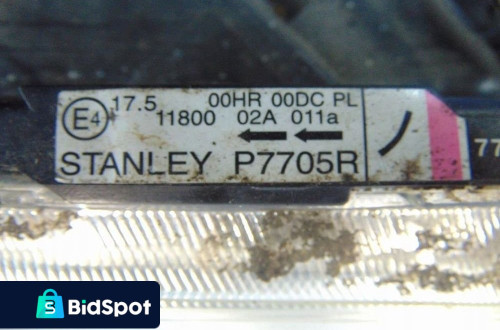 E4 17.5 00HR 00DC PL
11800 02A 011a
STANLEY P7705R
77
BidSpot